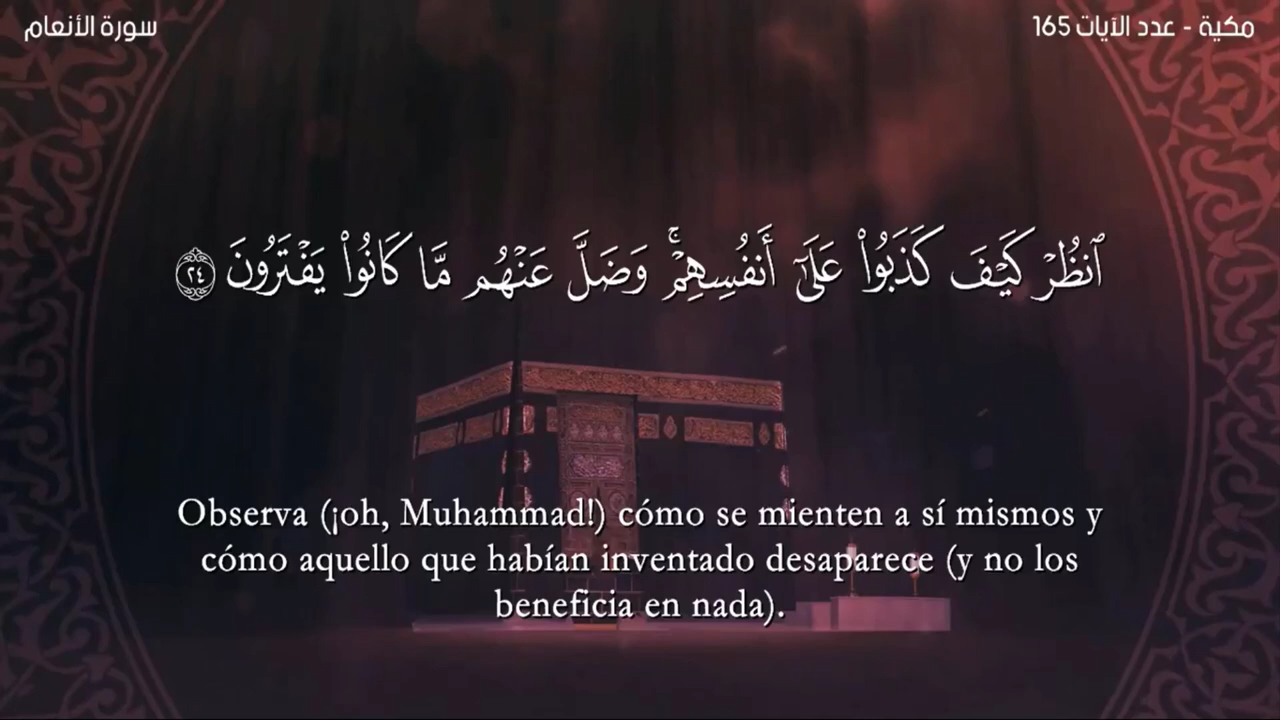 مكية - عدد الآيات 165
سورة الأنعام
ٱنظُرْ كَيْفَ كَذَبُوا۟ عَلَىٰٓ أَنفُسِهِمْ ۚ وَضَلَّ عَنْهُم مَّا كَانُوا۟ يَفْتَرُونَ ٢٤
Observa (¡oh, Muhammad!) cómo se mienten a sí mismos y
cómo aquello que habían inventado desaparece (y no los
beneficia en nada).